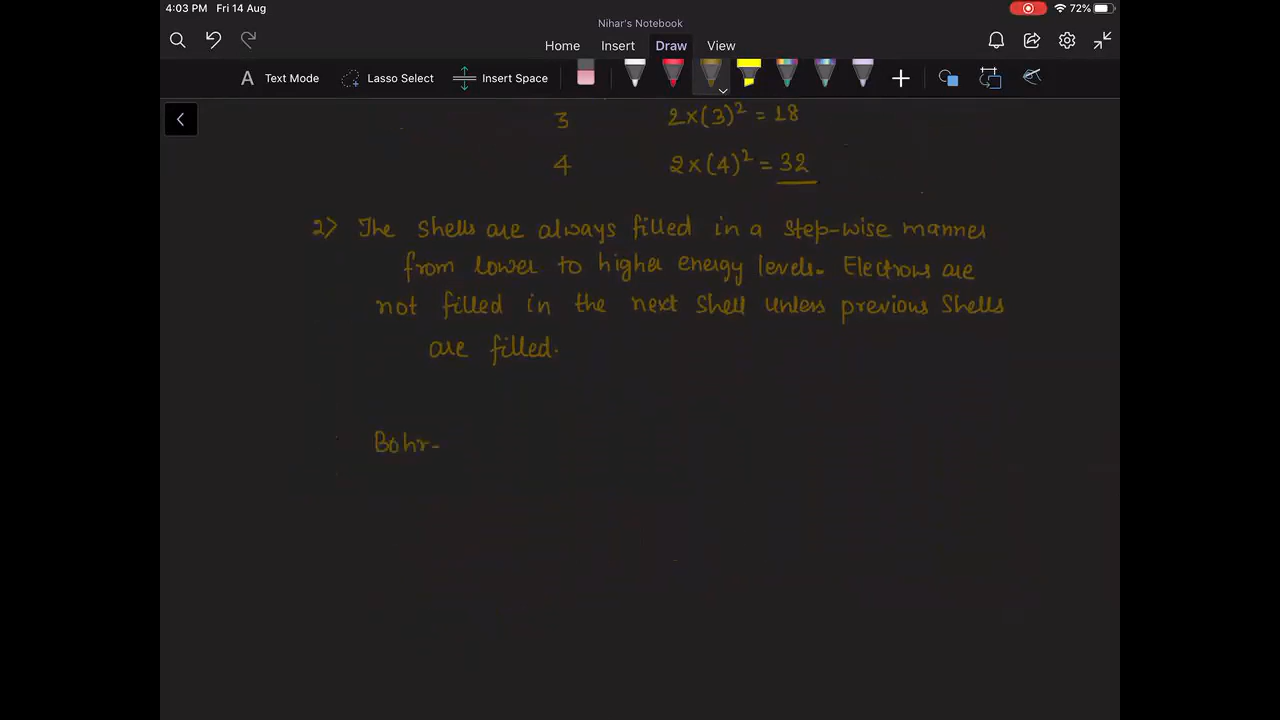 4:03 PM Fri 14 Aug
72%
Nihar's Notebook
Home Insert Draw View
A Text Mode Lasso Select Insert Space
3 2×(3)² = 18
4 2×(4)² = 32
2> The Shells are always filled in a step-wise manner
from lower to higher energy levels. Electrons are
not filled in the next Shell unless previous Shells
are filled.
Bohr-